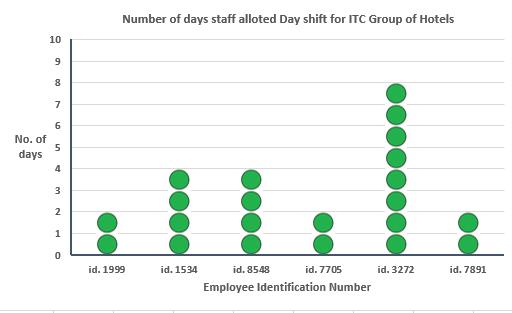 Number of days staff alloted Day shift for ITC Group of Hotels
10
9
8
7
6
5
4
3
2
1
0
No. of
days
id. 1999 id. 1534 id. 8548 id. 7705 id. 3272 id. 7891
Employee Identification Number